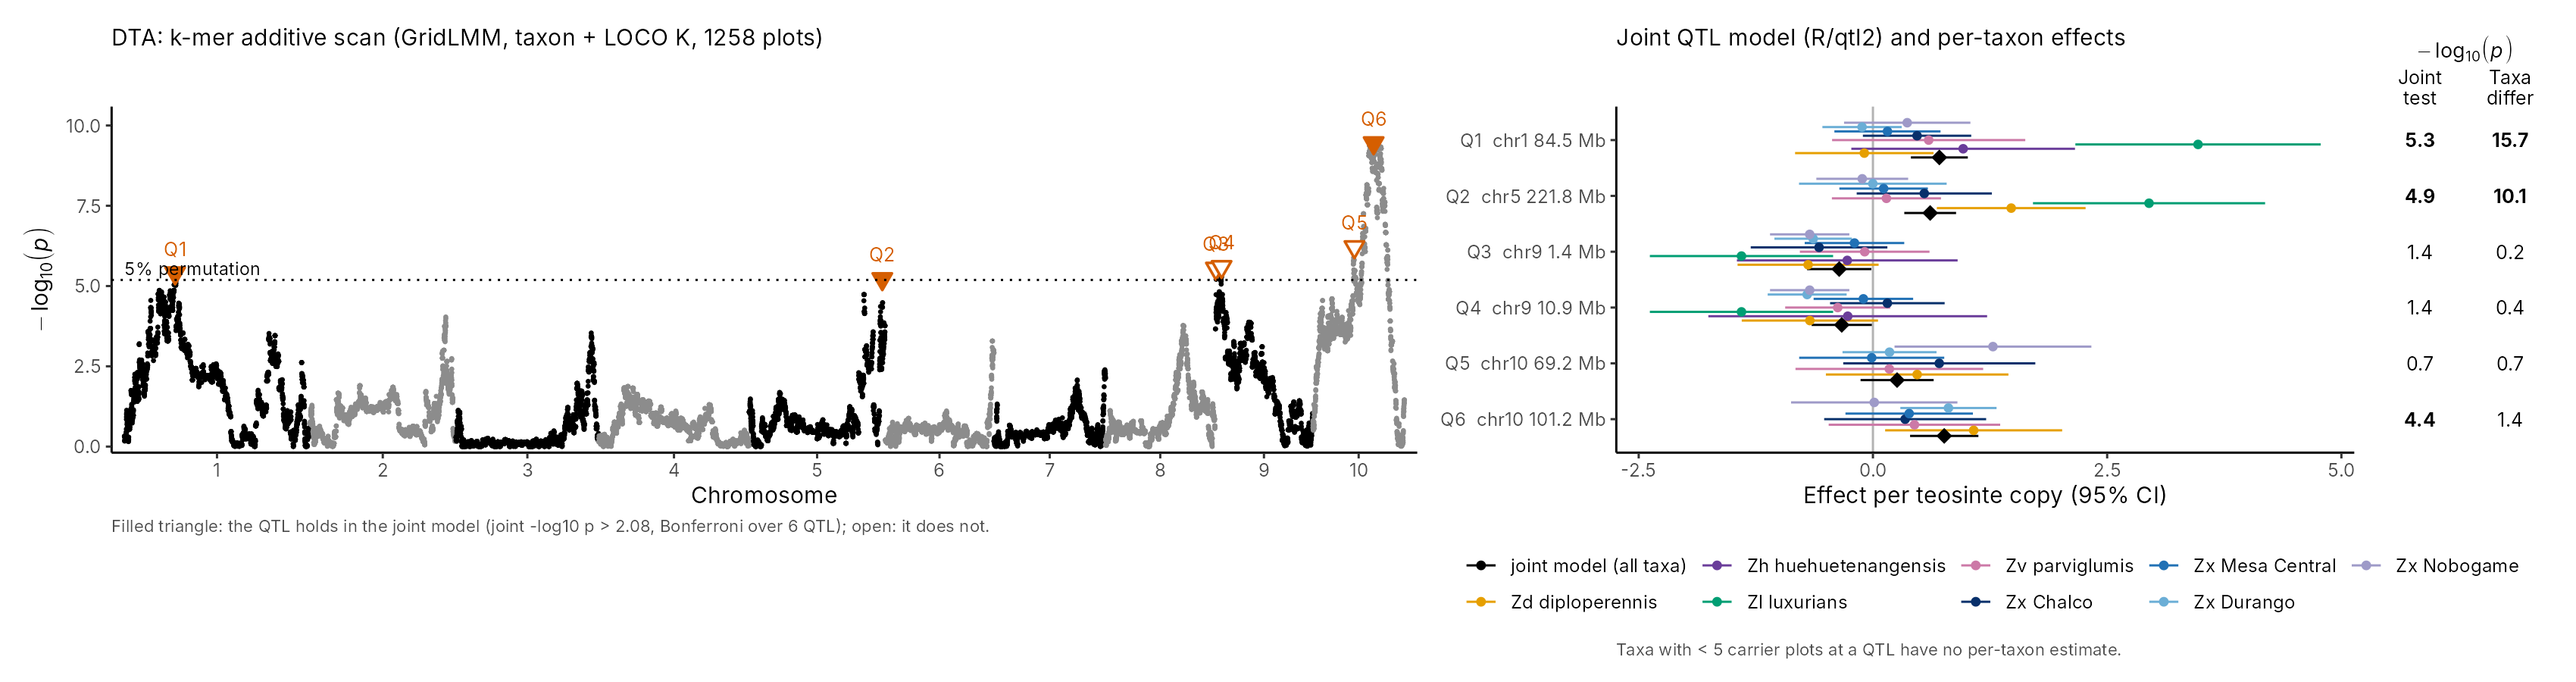 DTA: k-mer additive scan (GridLMM, taxon + LOCO K, 1258 plots)
− log10(p)
10.0
7.5
5.0
2.5
0.0
5% permutation
Q1
Q2
Q3
Q4
Q5
Q6
1 2 3 4 5 6 7 8 9 10
Chromosome
Filled triangle: the QTL holds in the joint model (joint -log10 p > 2.08, Bonferroni over 6 QTL); open: it does not.
Joint QTL model (R/qtl2) and per-taxon effects
− log10(p)
Joint test
Taxa differ
Q1 chr1 84.5 Mb 5.3 15.7
Q2 chr5 221.8 Mb 4.9 10.1
Q3 chr9 1.4 Mb 1.4 0.2
Q4 chr9 10.9 Mb 1.4 0.4
Q5 chr10 69.2 Mb 0.7 0.7
Q6 chr10 101.2 Mb 4.4 1.4
-2.5 0.0 2.5 5.0
Effect per teosinte copy (95% CI)
joint model (all taxa) Zh huehuetenangensis Zv parviglumis Zx Mesa Central Zx Nobogame
Zd diploperennis Zl luxurians Zx Chalco Zx Durango
Taxa with < 5 carrier plots at a QTL have no per-taxon estimate.